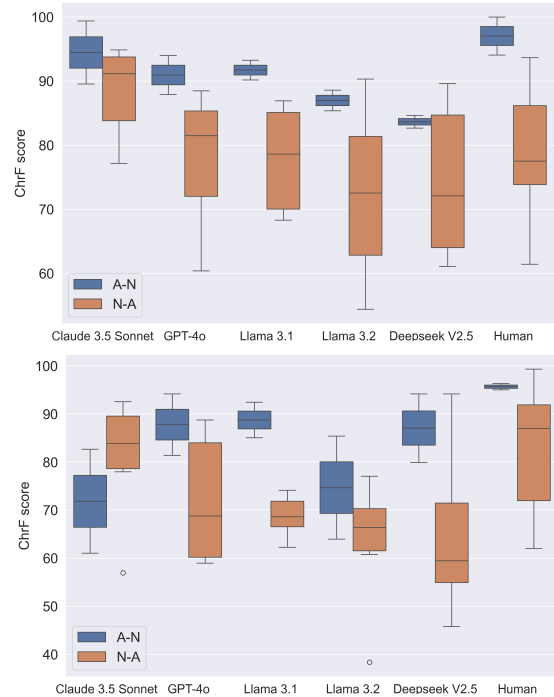 100
90
80
70
60
ChrF score
A-N
N-A
Claude 3.5 Sonnet GPT-4o Llama 3.1 Llama 3.2 Deepseek V2.5 Human
100
90
80
70
60
50
40
ChrF score
A-N
N-A
Claude 3.5 Sonnet GPT-4o Llama 3.1 Llama 3.2 Deepseek V2.5 Human